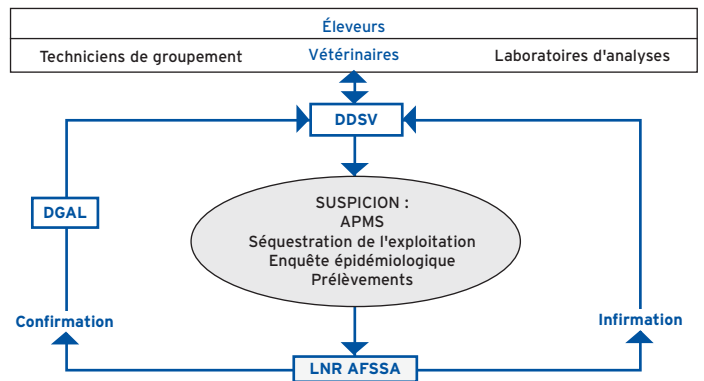 Éleveurs
Techniciens de groupement Vétérinaires Laboratoires d'analyses
DDSV
DGAL
SUSPICION :
APMS
Séquestration de l'exploitation
Enquête épidémiologique
Prélèvements
Confirmation
Infirmation
LNR AFSSA